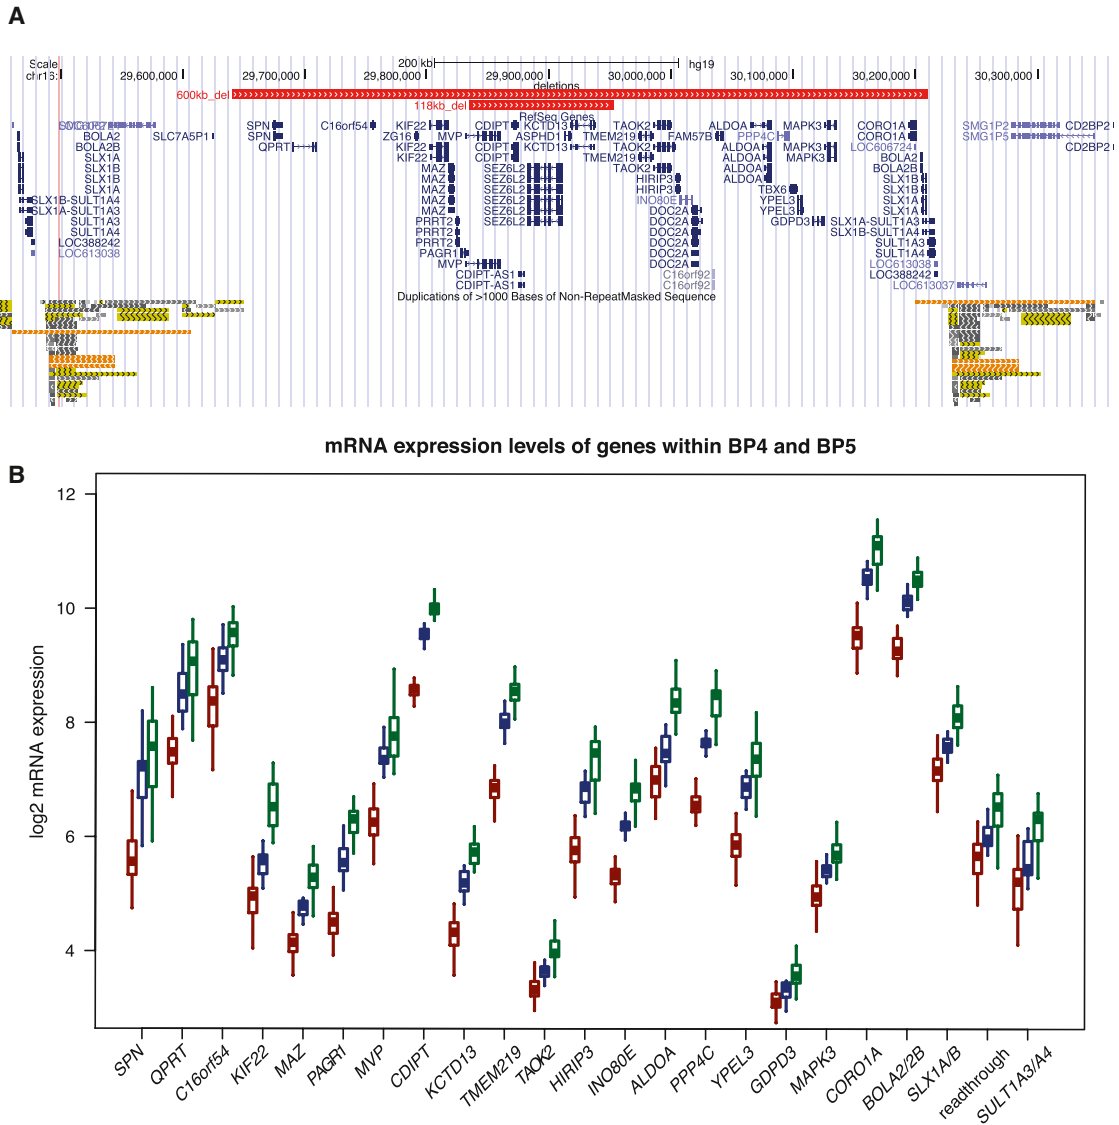 A
Scale
200 kb
hg19
chr16:
29,600,000
29,700,000
29,800,000
29,900,000
30,000,000
30,100,000
30,200,000
30,300,000
deletions
600kb_del
118kb_del
RefSeq Genes
SPN C16orf54 KIF22 CDIPT KCTD13 TAOK2 ALDOA MAPK3 CORO1A SMG1P2 CD2BP2
BOLA2 SLC7A5P1 SPN ZG16 MVP ASPHD1 TMEM219 FAM57B PPP4C CORO1A SMG1P5
BOLA2B QPRT KIF22 CDIPT KCTD13 TAOK2 ALDOA MAPK3 LOC606724 CD2BP2
SLX1A KIF22 CDIPT TMEM219 ALDOA MAPK3 BOLA2
SLX1B MAZ SEZ6L2 TAOK2 ALDOA BOLA2B
SLX1B MAZ SEZ6L2 HIRIP3 ALDOA SLX1B
SLX1A MAZ SEZ6L2 HIRIP3 TBX6 SLX1B
SLX1B-SULT1A4 MAZ SEZ6L2 INO80E YPEL3 SLX1A
SLX1A-SULT1A3 MAZ SEZ6L2 DOC2A YPEL3 SLX1A
SULT1A3 PRRT2 SEZ6L2 DOC2A GDPD3 SLX1A-SULT1A3
SULT1A4 PRRT2 DOC2A SLX1B-SULT1A4
LOC388242 PRRT2 DOC2A SULT1A3
LOC613038 PAGR1 DOC2A SULT1A4
MVP DOC2A LOC613038
CDIPT-AS1 C16orf92 LOC388242
CDIPT-AS1 C16orf92 LOC613037
Duplications of >1000 Bases of Non-RepeatMasked Sequence
mRNA expression levels of genes within BP4 and BP5
B
log2 mRNA expression
12
10
8
6
4
SPN
QPRT
C16orf54
KIF22
MAZ
PAGR1
MVP
CDIPT
KCTD13
TMEM219
TAOK2
HIRIP3
INO80E
ALDOA
PPP4C
YPEL3
GDPD3
MAPK3
CORO1A
BOLA2/2B
SLX1A/B
readthrough
SULT1A3/A4